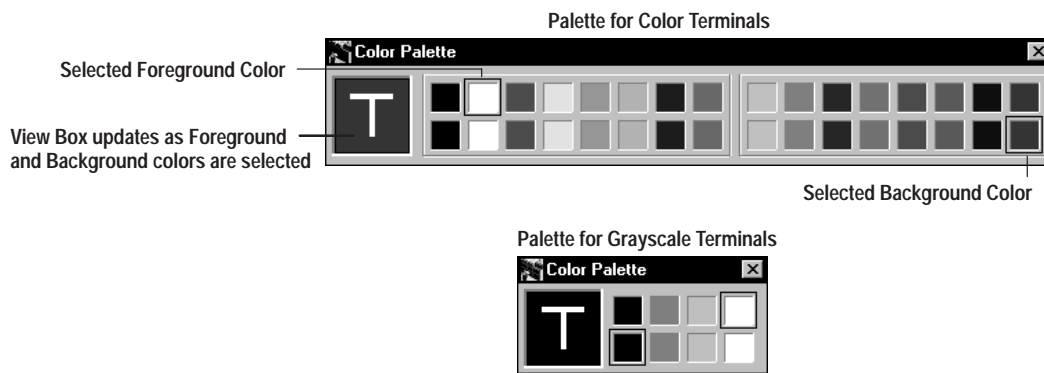 Palette for Color Terminals
Color Palette
Selected Foreground Color
T
View Box updates as Foreground
and Background colors are selected
Selected Background Color
Palette for Grayscale Terminals
Color Palette
T